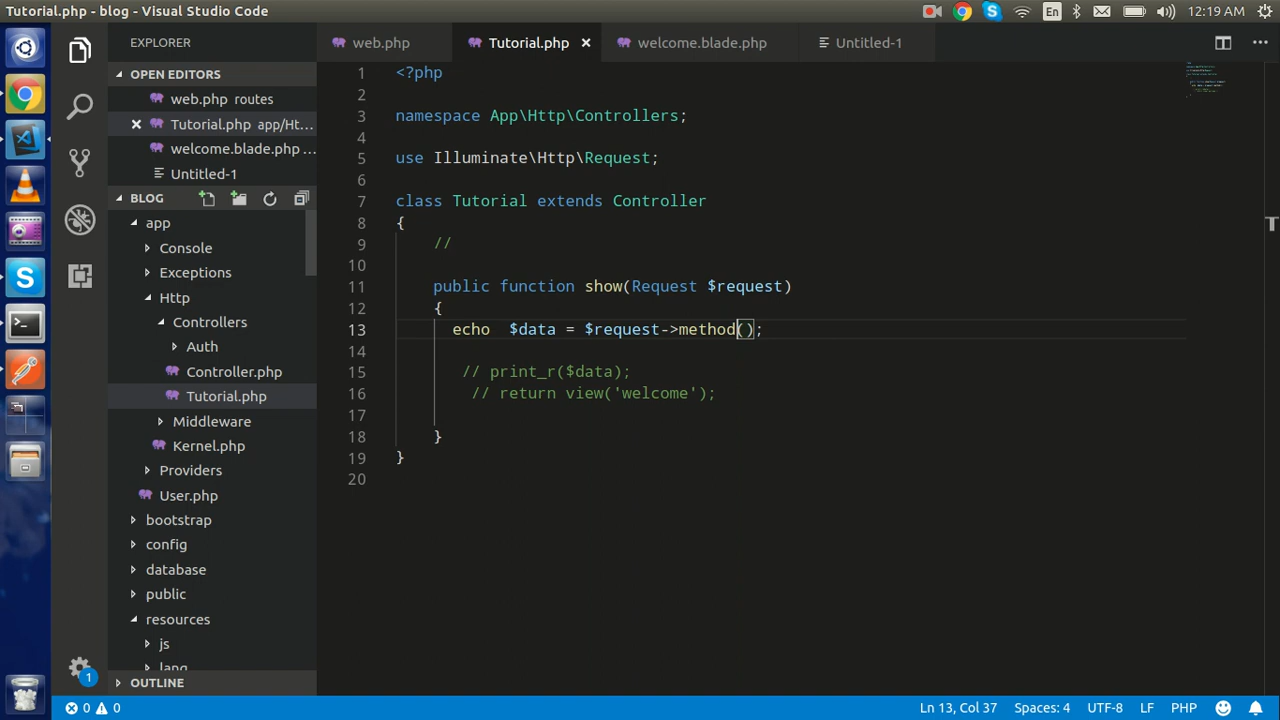 Tutorial.php - blog - Visual Studio Code
En
12:19 AM
EXPLORER
OPEN EDITORS
web.php routes
Tutorial.php app/Ht...
welcome.blade.php ...
Untitled-1
BLOG
app
Console
Exceptions
Http
Controllers
Auth
Controller.php
Tutorial.php
Middleware
Kernel.php
Providers
User.php
bootstrap
config
database
public
resources
js
lang
OUTLINE
1
web.php
Tutorial.php
welcome.blade.php
Untitled-1
1 <?php
2
3 namespace App\Http\Controllers;
4
5 use Illuminate\Http\Request;
6
7 class Tutorial extends Controller
8 {
9 //
10
11 public function show(Request $request)
12 {
13 echo  $data = $request->method();
14
15 // print_r($data);
16 // return view('welcome');
17
18 }
19 }
20
0 0
Ln 13, Col 37
Spaces: 4
UTF-8
LF
PHP